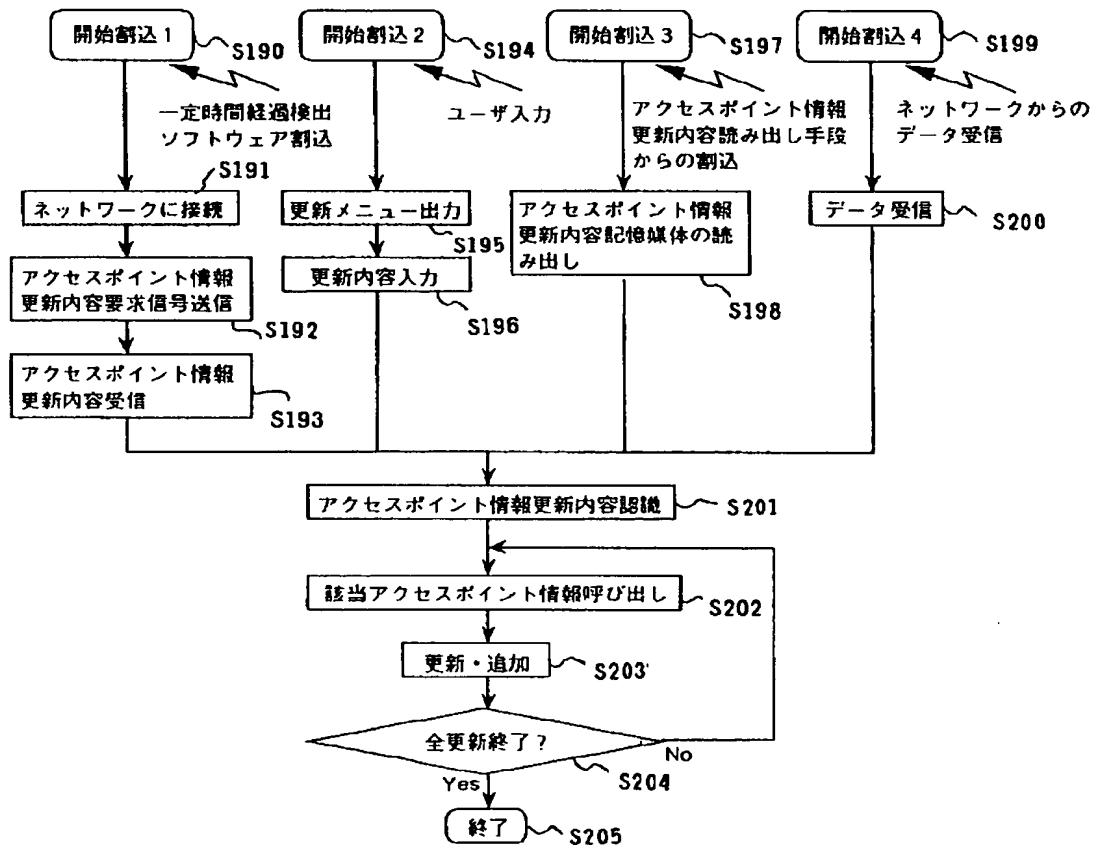 開始割込1
S190
一定時間経過検出
ソフトウェア割込
S191
ネットワークに接続
アクセスポイント情報
更新内容要求信号送信
S192
アクセスポイント情報
更新内容受信
S193
開始割込2
S194
ユーザ入力
更新メニュー出力
S195
更新内容入力
S196
開始割込3
S197
アクセスポイント情報
更新内容読み出し手段
からの割込
アクセスポイント情報
更新内容記憶媒体の読
み出し
S198
開始割込4
S199
ネットワークからの
データ受信
データ受信
S200
アクセスポイント情報更新内容認識
S201
該当アクセスポイント情報呼び出し
S202
更新・追加
S203
全更新終了?
No
S204
Yes
終了
S205